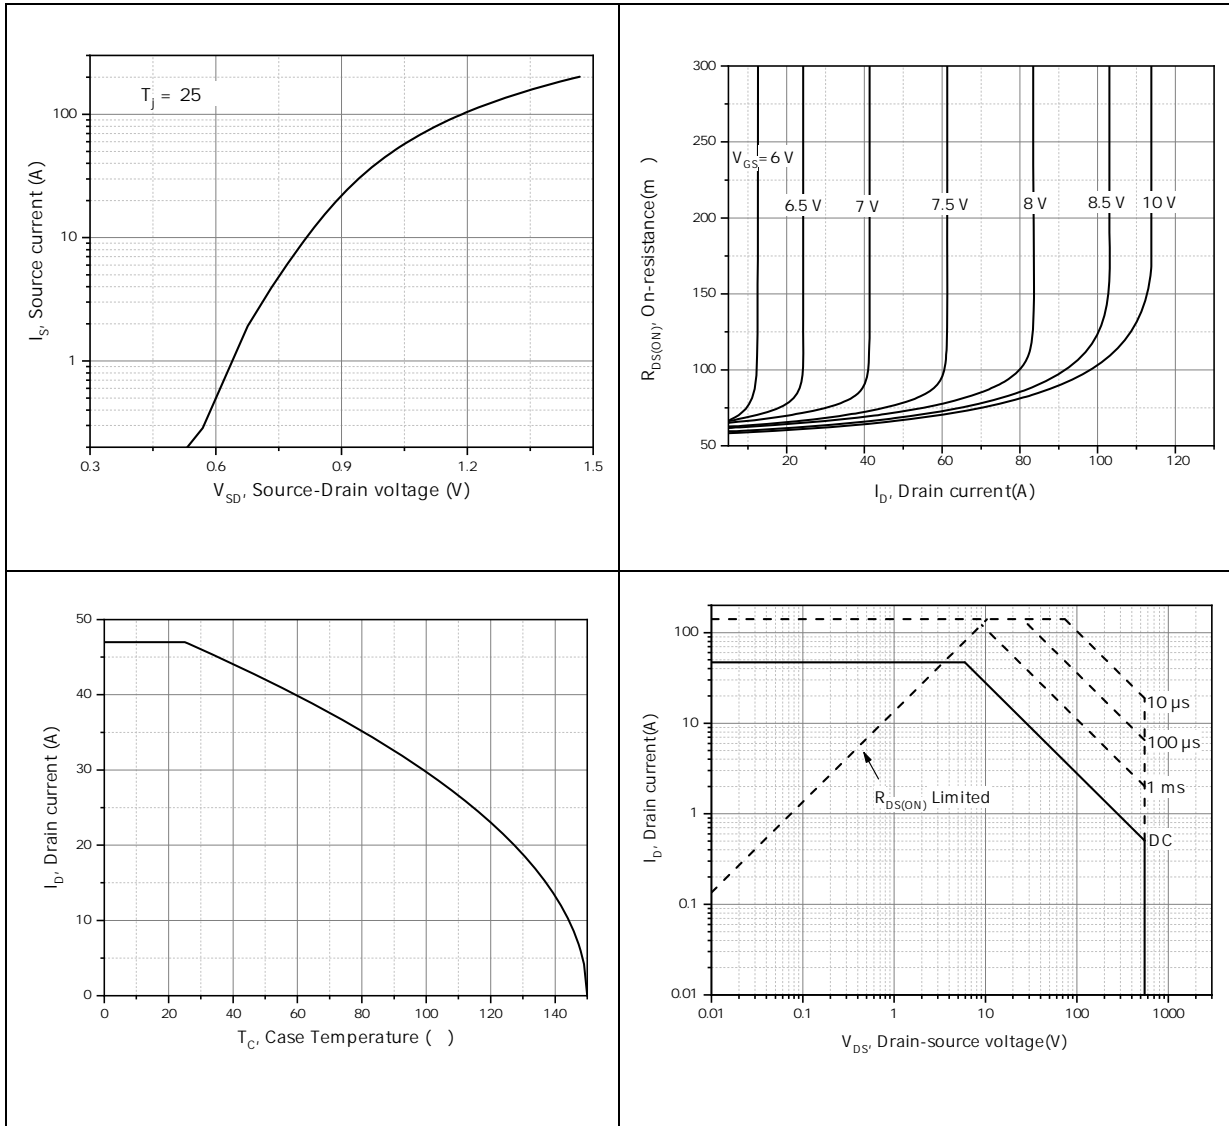 100
10
1
0.3
0.6
0.9
1.2
1.5
Tj = 25
IS, Source current (A)
VSD, Source-Drain voltage (V)
300
250
200
150
100
50
20
40
60
80
100
120
VGS=6 V
6.5 V
7 V
7.5 V
8 V
8.5 V
10 V
RDS(ON), On-resistance(m )
ID, Drain current(A)
50
40
30
20
10
0
0
20
40
60
80
100
120
140
ID, Drain current (A)
TC, Case Temperature ( )
100
10
1
0.1
0.01
0.01
0.1
1
10
100
1000
10 µs
100 µs
1 ms
DC
RDS(ON) Limited
ID, Drain current(A)
VDS, Drain-source voltage(V)